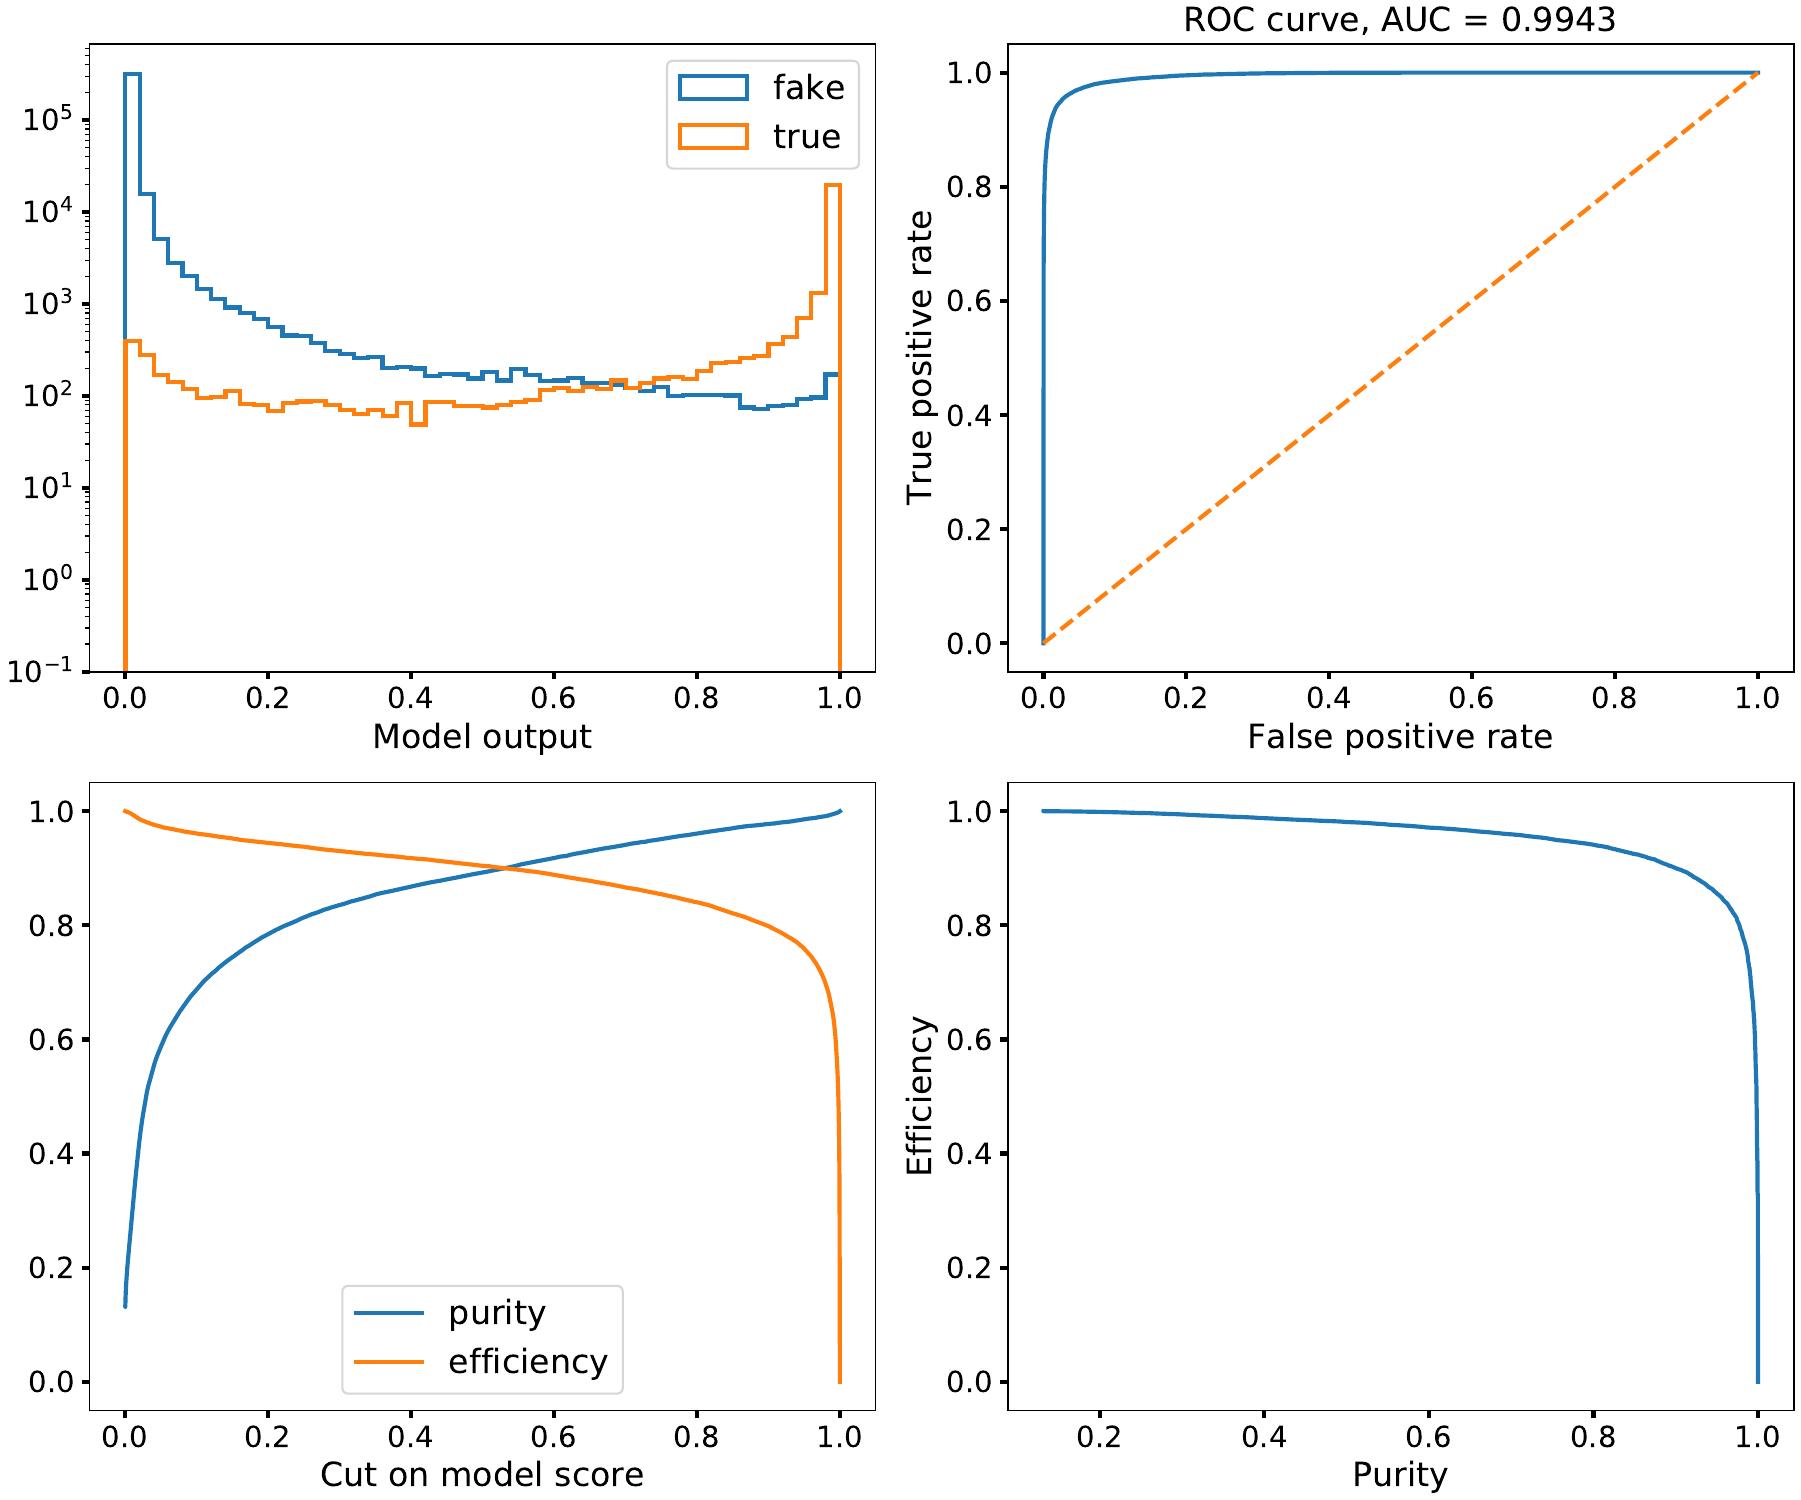 fake
true
10^5
10^4
10^3
10^2
10^1
10^0
10^−1
0.0 0.2 0.4 0.6 0.8 1.0
Model output
ROC curve, AUC = 0.9943
True positive rate
1.0
0.8
0.6
0.4
0.2
0.0
0.0 0.2 0.4 0.6 0.8 1.0
False positive rate
1.0
0.8
0.6
0.4
0.2
0.0
purity
efficiency
0.0 0.2 0.4 0.6 0.8 1.0
Cut on model score
Efficiency
1.0
0.8
0.6
0.4
0.2
0.0
0.2 0.4 0.6 0.8 1.0
Purity